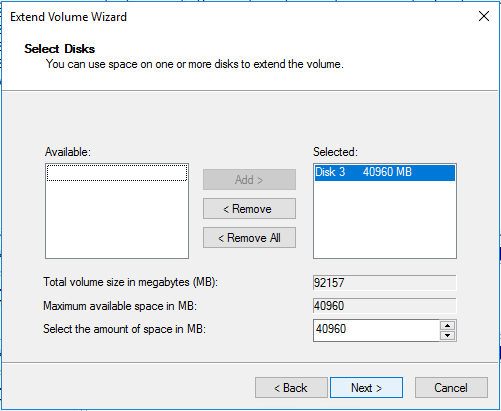 Extend Volume Wizard
Select Disks
You can use space on one or more disks to extend the volume.
Available:
Selected:
Disk 3 40960 MB
Add >
< Remove
< Remove All
Total volume size in megabytes (MB): 92157
Maximum available space in MB: 40960
Select the amount of space in MB: 40960
< Back Next > Cancel